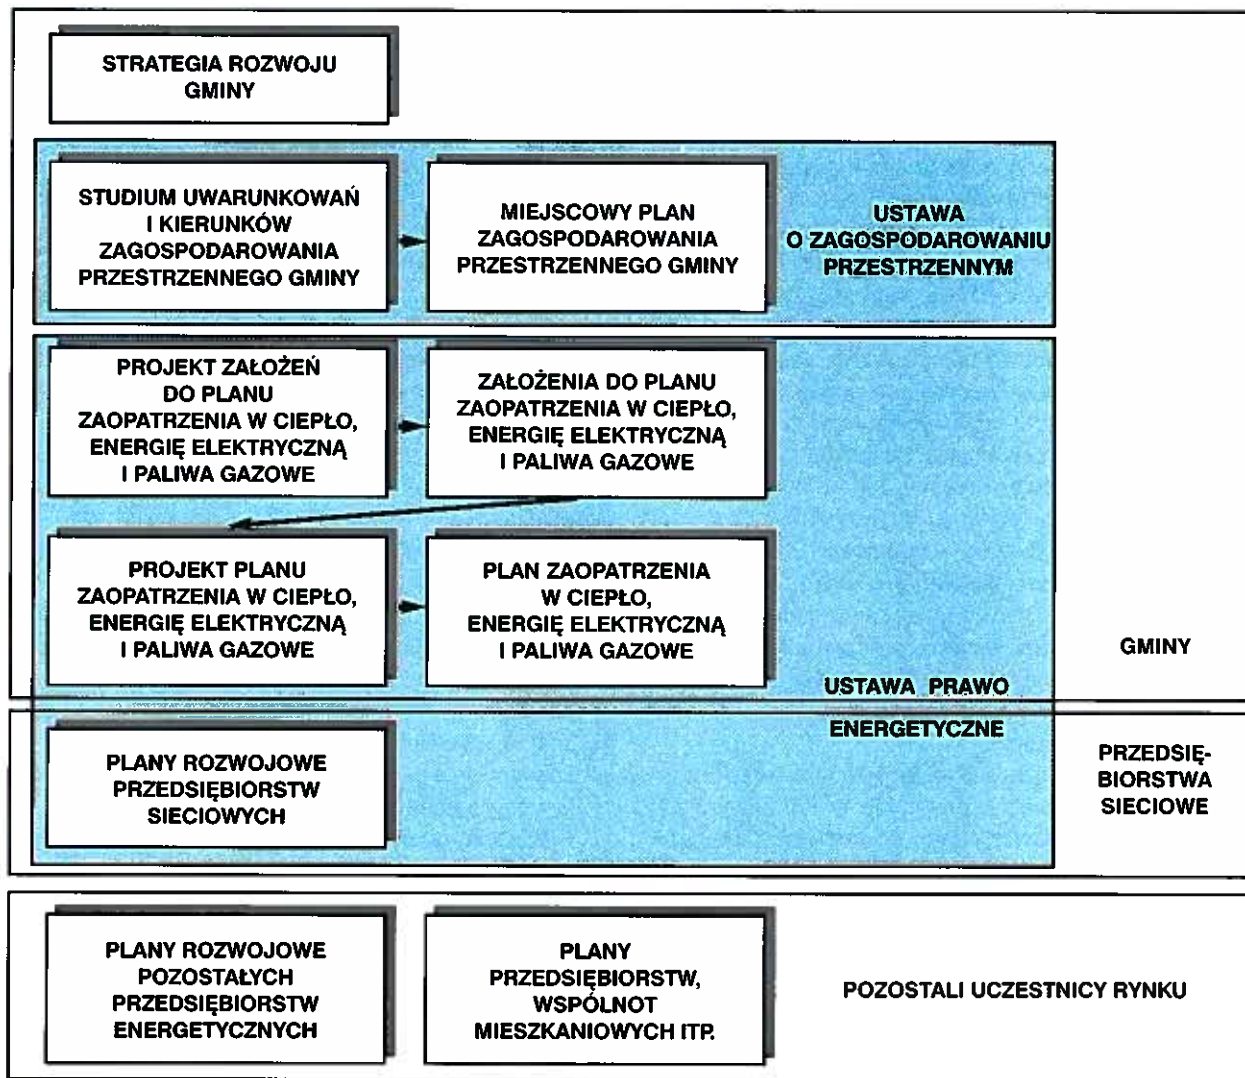 STRATEGIA ROZWOJU
GMINY
STUDIUM UWARUNKOWAŃ
I KIERUNKÓW
ZAGOSPODAROWANIA
PRZESTRZENNEGO GMINY
MIEJSCOWY PLAN
ZAGOSPODAROWANIA
PRZESTRZENNEGO GMINY
USTAWA
O ZAGOSPODAROWANIU
PRZESTRZENNYM
PROJEKT ZAŁOŻEŃ
DO PLANU
ZAOPATRZENIA W CIEPŁO,
ENERGIĘ ELEKTRYCZNĄ
I PALIWA GAZOWE
ZAŁOŻENIA DO PLANU
ZAOPATRZENIA W CIEPŁO,
ENERGIĘ ELEKTRYCZNĄ
I PALIWA GAZOWE
PROJEKT PLANU
ZAOPATRZENIA W CIEPŁO,
ENERGIĘ ELEKTRYCZNĄ
I PALIWA GAZOWE
PLAN ZAOPATRZENIA
W CIEPŁO,
ENERGIĘ ELEKTRYCZNĄ
I PALIWA GAZOWE
GMINY
USTAWA PRAWO
ENERGETYCZNE
PLANY ROZWOJOWE
PRZEDSIĘBIORSTW
SIECIOWYCH
PRZEDSIĘ-
BIORSTWA
SIECIOWE
PLANY ROZWOJOWE
POZOSTAŁYCH
PRZEDSIĘBIORSTW
ENERGETYCZNYCH
PLANY
PRZEDSIĘBIORSTW,
WSPÓLNOT
MIESZKANIOWYCH ITP.
POZOSTALI UCZESTNICY RYNKU